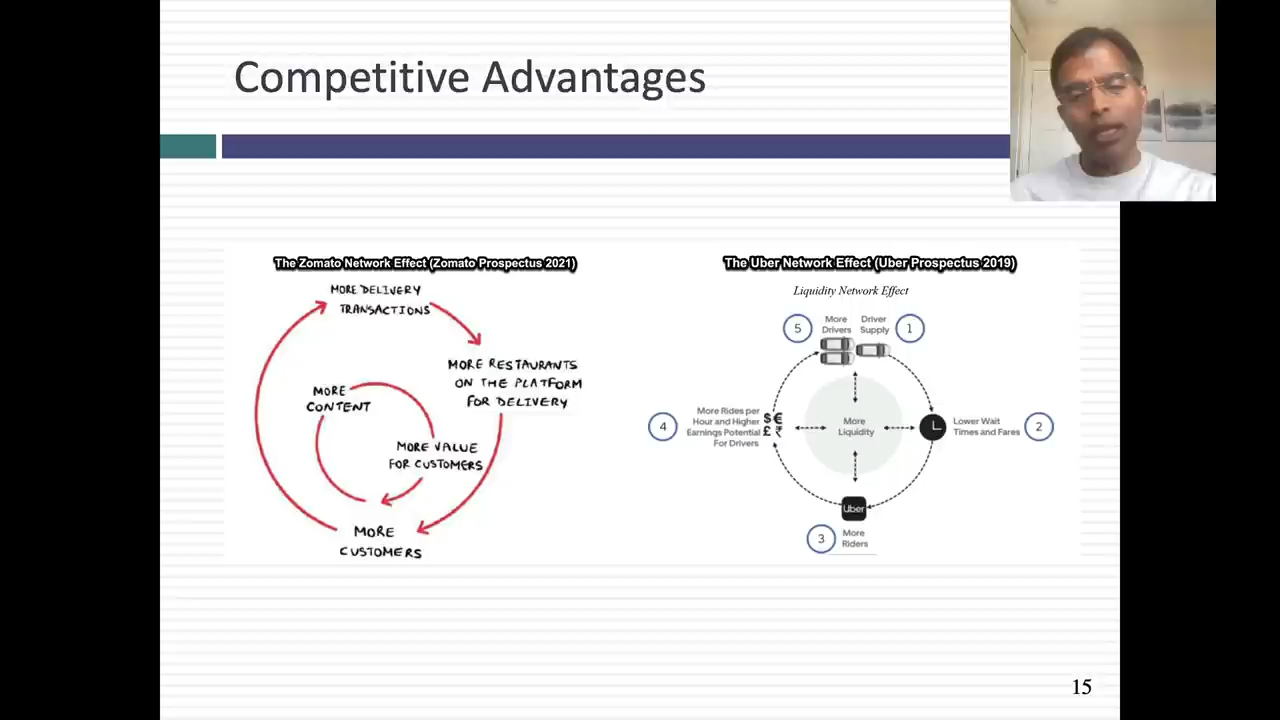 Competitive Advantages
The Zomato Network Effect (Zomato Prospectus 2021)
MORE DELIVERY
TRANSACTIONS
MORE RESTAURANTS
ON THE PLATFORM
FOR DELIVERY
MORE
CONTENT
MORE VALUE
FOR CUSTOMERS
MORE
CUSTOMERS
The Uber Network Effect (Uber Prospectus 2019)
Liquidity Network Effect
5
More
Drivers
Driver
Supply
1
4
More Rides per
Hour and Higher
Earnings Potential
For Drivers
$€
£₹
More
Liquidity
Lower Wait
Times and Fares
2
Uber
3
More
Riders
15